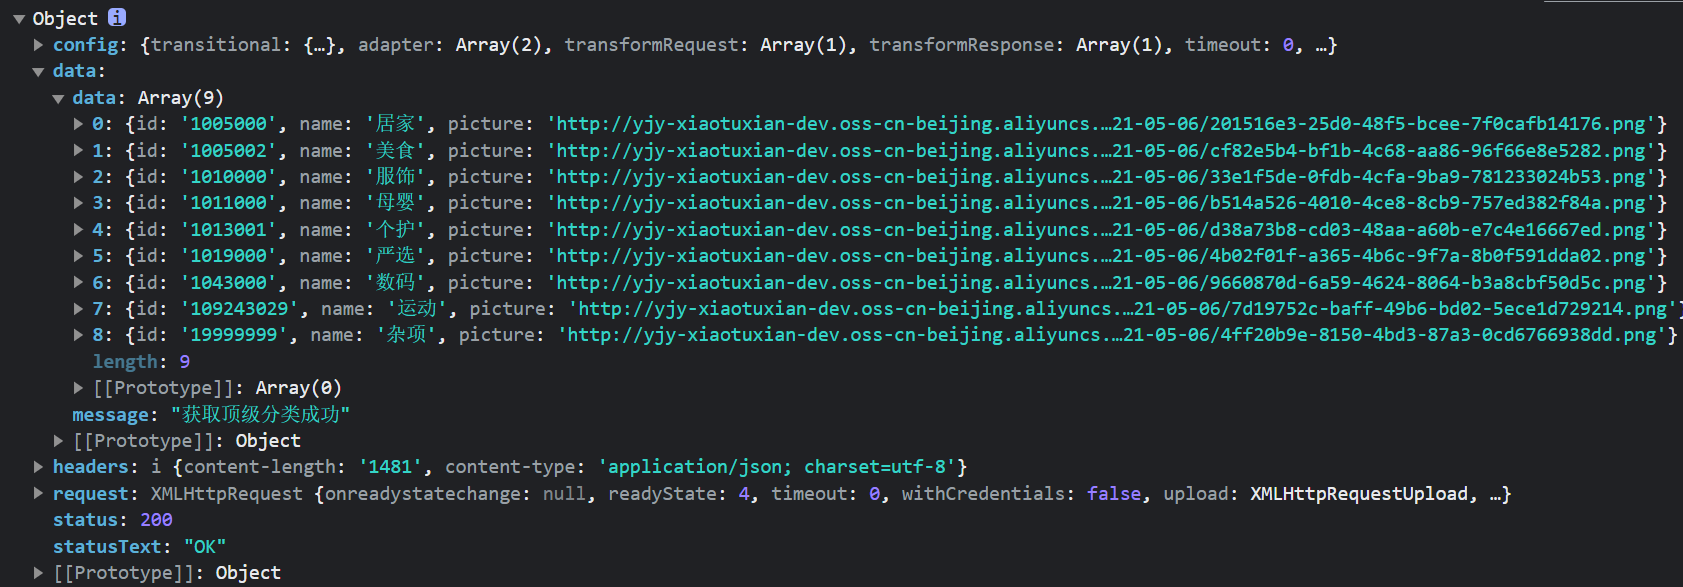 ▼ Object i
▶ config: {transitional: {…}, adapter: Array(2), transformRequest: Array(1), transformResponse: Array(1), timeout: 0, …}
▼ data:
▼ data: Array(9)
▶ 0: {id: '1005000', name: '居家', picture: 'http://yjy-xiaotuxian-dev.oss-cn-beijing.aliyuncs.…21-05-06/201516e3-25d0-48f5-bcee-7f0cafb14176.png'}
▶ 1: {id: '1005002', name: '美食', picture: 'http://yjy-xiaotuxian-dev.oss-cn-beijing.aliyuncs.…21-05-06/cf82e5b4-bf1b-4c68-aa86-96f66e8e5282.png'}
▶ 2: {id: '1010000', name: '服饰', picture: 'http://yjy-xiaotuxian-dev.oss-cn-beijing.aliyuncs.…21-05-06/33e1f5de-0fdb-4cfa-9ba9-781233024b53.png'}
▶ 3: {id: '1011000', name: '母婴', picture: 'http://yjy-xiaotuxian-dev.oss-cn-beijing.aliyuncs.…21-05-06/b514a526-4010-4ce8-8cb9-757ed382f84a.png'}
▶ 4: {id: '1013001', name: '个护', picture: 'http://yjy-xiaotuxian-dev.oss-cn-beijing.aliyuncs.…21-05-06/d38a73b8-cd03-48aa-a60b-e7c4e16667ed.png'}
▶ 5: {id: '1019000', name: '严选', picture: 'http://yjy-xiaotuxian-dev.oss-cn-beijing.aliyuncs.…21-05-06/4b02f01f-a365-4b6c-9f7a-8b0f591dda02.png'}
▶ 6: {id: '1043000', name: '数码', picture: 'http://yjy-xiaotuxian-dev.oss-cn-beijing.aliyuncs.…21-05-06/9660870d-6a59-4624-8064-b3a8cbf50d5c.png'}
▶ 7: {id: '109243029', name: '运动', picture: 'http://yjy-xiaotuxian-dev.oss-cn-beijing.aliyuncs.…21-05-06/7d19752c-baff-49b6-bd02-5ece1d729214.png'}
▶ 8: {id: '19999999', name: '杂项', picture: 'http://yjy-xiaotuxian-dev.oss-cn-beijing.aliyuncs.…21-05-06/4ff20b9e-8150-4bd3-87a3-0cd6766938dd.png'}
length: 9
▶ [[Prototype]]: Array(0)
message: "获取顶级分类成功"
▶ [[Prototype]]: Object
▶ headers: i {content-length: '1481', content-type: 'application/json; charset=utf-8'}
▶ request: XMLHttpRequest {onreadystatechange: null, readyState: 4, timeout: 0, withCredentials: false, upload: XMLHttpRequestUpload, …}
status: 200
statusText: "OK"
▶ [[Prototype]]: Object